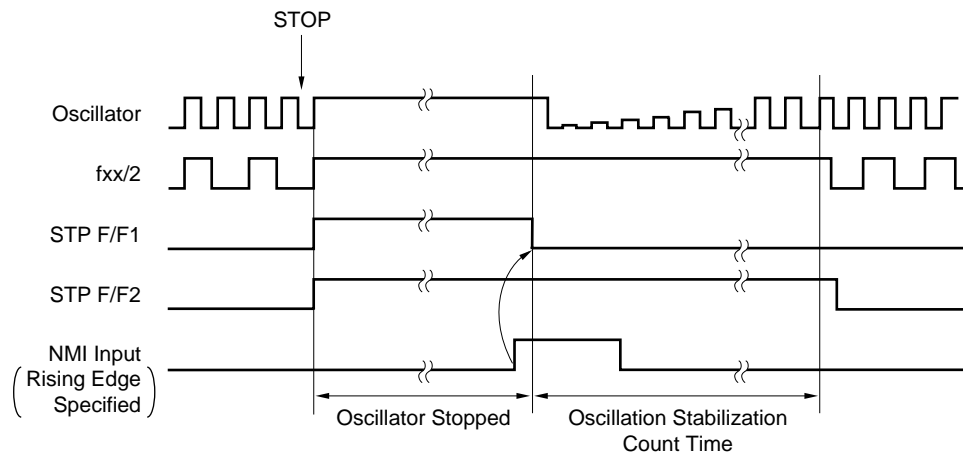 STOP
Oscillator
fxx/2
STP F/F1
STP F/F2
NMI Input
Rising Edge
Specified
Oscillator Stopped
Oscillation Stabilization
Count Time